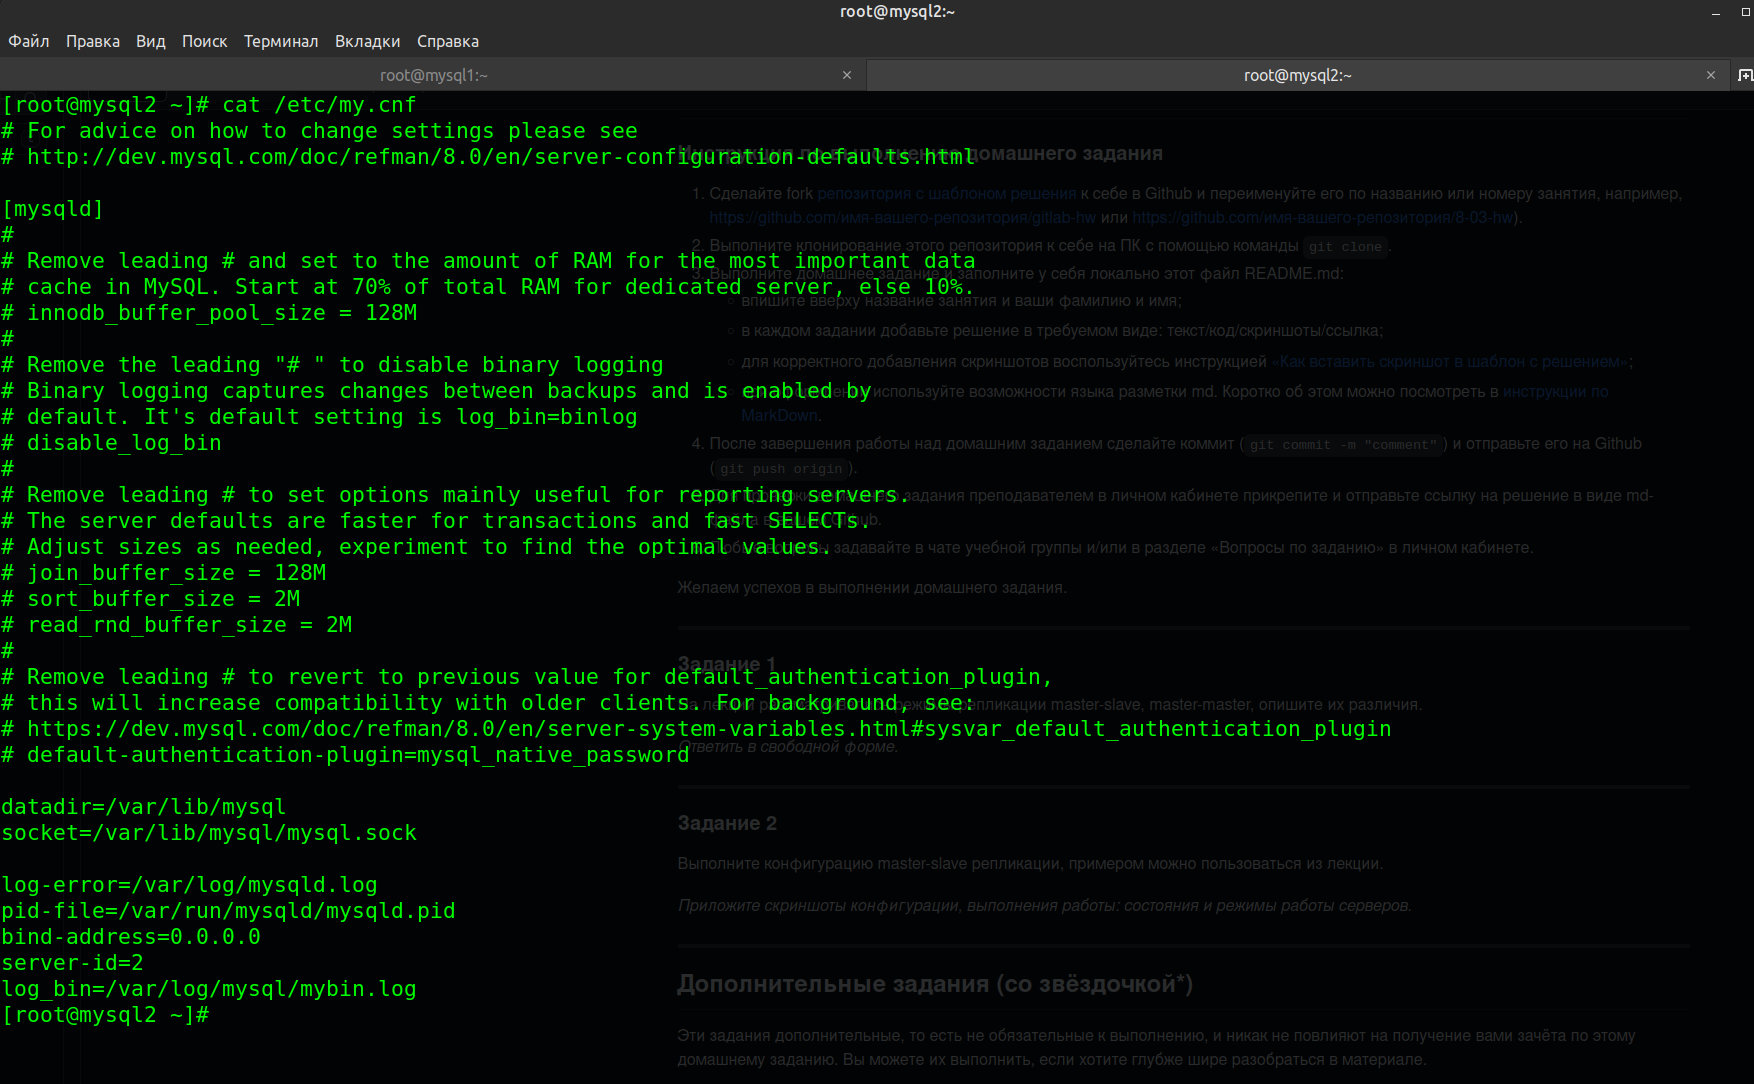 root@mysql2:~
Файл Правка Вид Поиск Терминал Вкладки Справка
root@mysql1:~ × root@mysql2:~ ×
[root@mysql2 ~]# cat /etc/my.cnf
# For advice on how to change settings please see
# http://dev.mysql.com/doc/refman/8.0/en/server-configuration-defaults.html
[mysqld]
#
# Remove leading # and set to the amount of RAM for the most important data
# cache in MySQL. Start at 70% of total RAM for dedicated server, else 10%.
# innodb_buffer_pool_size = 128M
#
# Remove the leading "# " to disable binary logging
# Binary logging captures changes between backups and is enabled by
# default. It's default setting is log_bin=binlog
# disable_log_bin
#
# Remove leading # to set options mainly useful for reporting servers.
# The server defaults are faster for transactions and fast SELECTs.
# Adjust sizes as needed, experiment to find the optimal values.
# join_buffer_size = 128M
# sort_buffer_size = 2M
# read_rnd_buffer_size = 2M
#
# Remove leading # to revert to previous value for default_authentication_plugin,
# this will increase compatibility with older clients. For background, see:
# https://dev.mysql.com/doc/refman/8.0/en/server-system-variables.html#sysvar_default_authentication_plugin
# default-authentication-plugin=mysql_native_password
datadir=/var/lib/mysql
socket=/var/lib/mysql/mysql.sock
log-error=/var/log/mysqld.log
pid-file=/var/run/mysqld/mysqld.pid
bind-address=0.0.0.0
server-id=2
log_bin=/var/log/mysql/mybin.log
[root@mysql2 ~]#
домашнего задания
1. Сделайте fork репозитория с шаблоном решения к себе в Github и переименуйте его по названию или номеру занятия, например,
https://github.com/имя-вашего-репозитория/gitlab-hw или https://github.com/имя-вашего-репозитория/8-03-hw).
2. Выполните клонирование этого репозитория к себе на ПК с помощью команды git clone.
3. Выполните домашнее задание и заполните у себя локально этот файл README.md:
впишите вверху название занятия и ваши фамилию и имя;
в каждом задании добавьте решение в требуемом виде: текст/код/скриншоты/ссылка;
для корректного добавления скриншотов воспользуйтесь инструкцией «Как вставить скриншот в шаблон с решением»;
используйте возможности языка разметки md. Коротко об этом можно посмотреть в инструкции по
MarkDown.
4. После завершения работы над домашним заданием сделайте коммит (git commit -m "comment") и отправьте его на Github
(git push origin).
задания преподавателем в личном кабинете прикрепите и отправьте ссылку на решение в виде md-
задавайте в чате учебной группы и/или в разделе «Вопросы по заданию» в личном кабинете.
Желаем успехов в выполнении домашнего задания.
Задание 1
репликации master-slave, master-master, опишите их различия.
Ответить в свободной форме.
Задание 2
Выполните конфигурацию master-slave репликации, примером можно пользоваться из лекции.
Приложите скриншоты конфигурации, выполнения работы: состояния и режимы работы серверов.
Дополнительные задания (со звёздочкой*)
Эти задания дополнительные, то есть не обязательные к выполнению, и никак не повлияют на получение вами зачёта по этому
домашнему заданию. Вы можете их выполнить, если хотите глубже шире разобраться в материале.